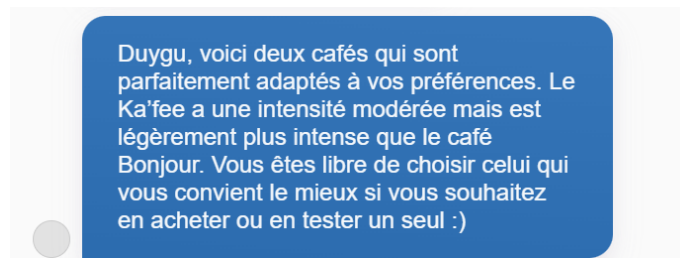 Duygu, voici deux cafés qui sont
parfaitement adaptés à vos préférences. Le
Ka’fee a une intensité modérée mais est
légèrement plus intense que le café
Bonjour. Vous êtes libre de choisir celui qui
vous convient le mieux si vous souhaitez
en acheter ou en tester un seul :)